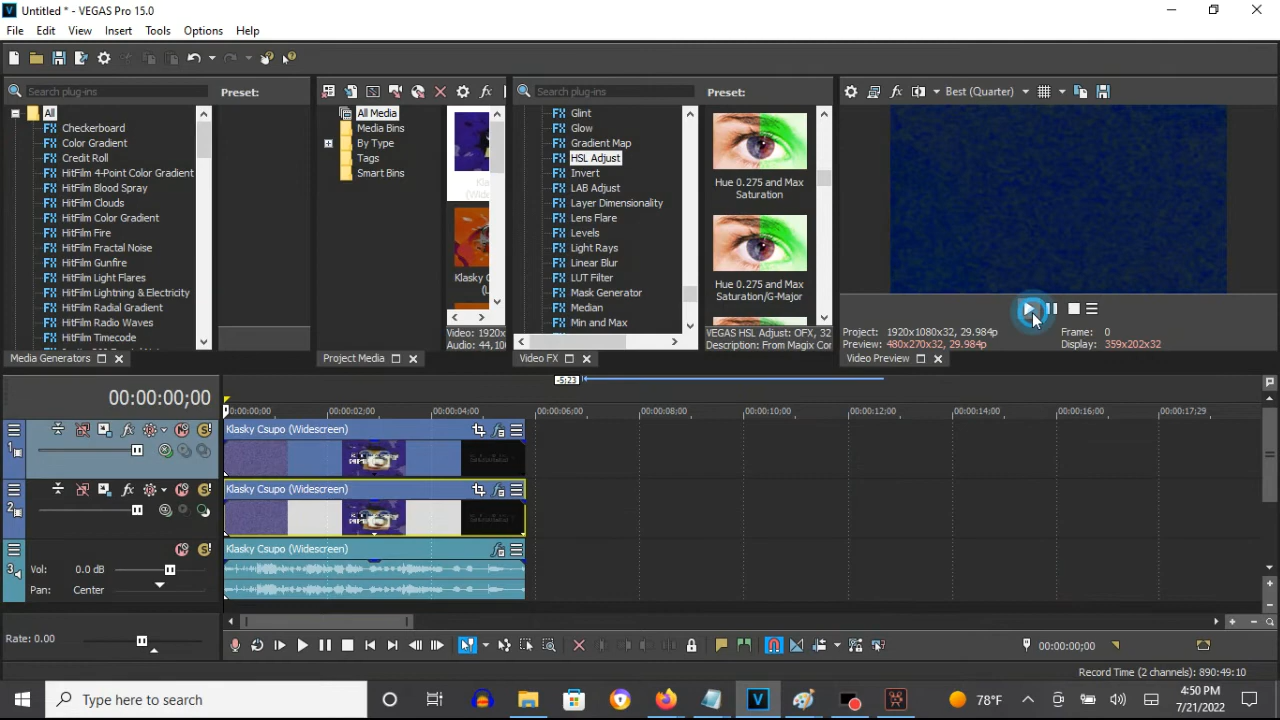 Untitled * - VEGAS Pro 15.0
File Edit View Insert Tools Options Help
Search plug-ins
Preset:
All
Checkerboard
Color Gradient
Credit Roll
HitFilm 4-Point Color Gradient
HitFilm Blood Spray
HitFilm Clouds
HitFilm Color Gradient
HitFilm Fire
HitFilm Fractal Noise
HitFilm Gunfire
HitFilm Light Flares
HitFilm Lightning & Electricity
HitFilm Radial Gradient
HitFilm Radio Waves
HitFilm Timecode
Media Generators
All Media
Media Bins
By Type
Tags
Smart Bins
Klasky C
Video: 1920x
Audio: 44,10
Project Media
Search plug-ins
Preset:
Glint
Glow
Gradient Map
HSL Adjust
Invert
LAB Adjust
Layer Dimensionality
Lens Flare
Levels
Light Rays
Linear Blur
LUT Filter
Mask Generator
Median
Min and Max
Hue 0.275 and Max
Saturation
Hue 0.275 and Max
Saturation/G-Major
VEGAS HSL Adjust: OFX, 32
Description: From Magix Cor
Video FX
Best (Quarter)
Project: 1920x1080x32, 29.984p
Preview: 480x270x32, 29.984p
Frame: 0
Display: 359x202x32
Video Preview
00:00:00;00
-5:23
00:00:00;00 00:00:02;00 00:00:04;00 00:00:06;00 00:00:08;00 00:00:10;00 00:00:12;00 00:00:14;00 00:00:16;00 00:00:17;29
1
Klasky Csupo (Widescreen)
2
Klasky Csupo (Widescreen)
3
Klasky Csupo (Widescreen)
Vol: 0.0 dB
Pan: Center
Rate: 0.00
00:00:00;00
Record Time (2 channels): 890:49:10
Type here to search
78°F
4:50 PM
7/21/2022